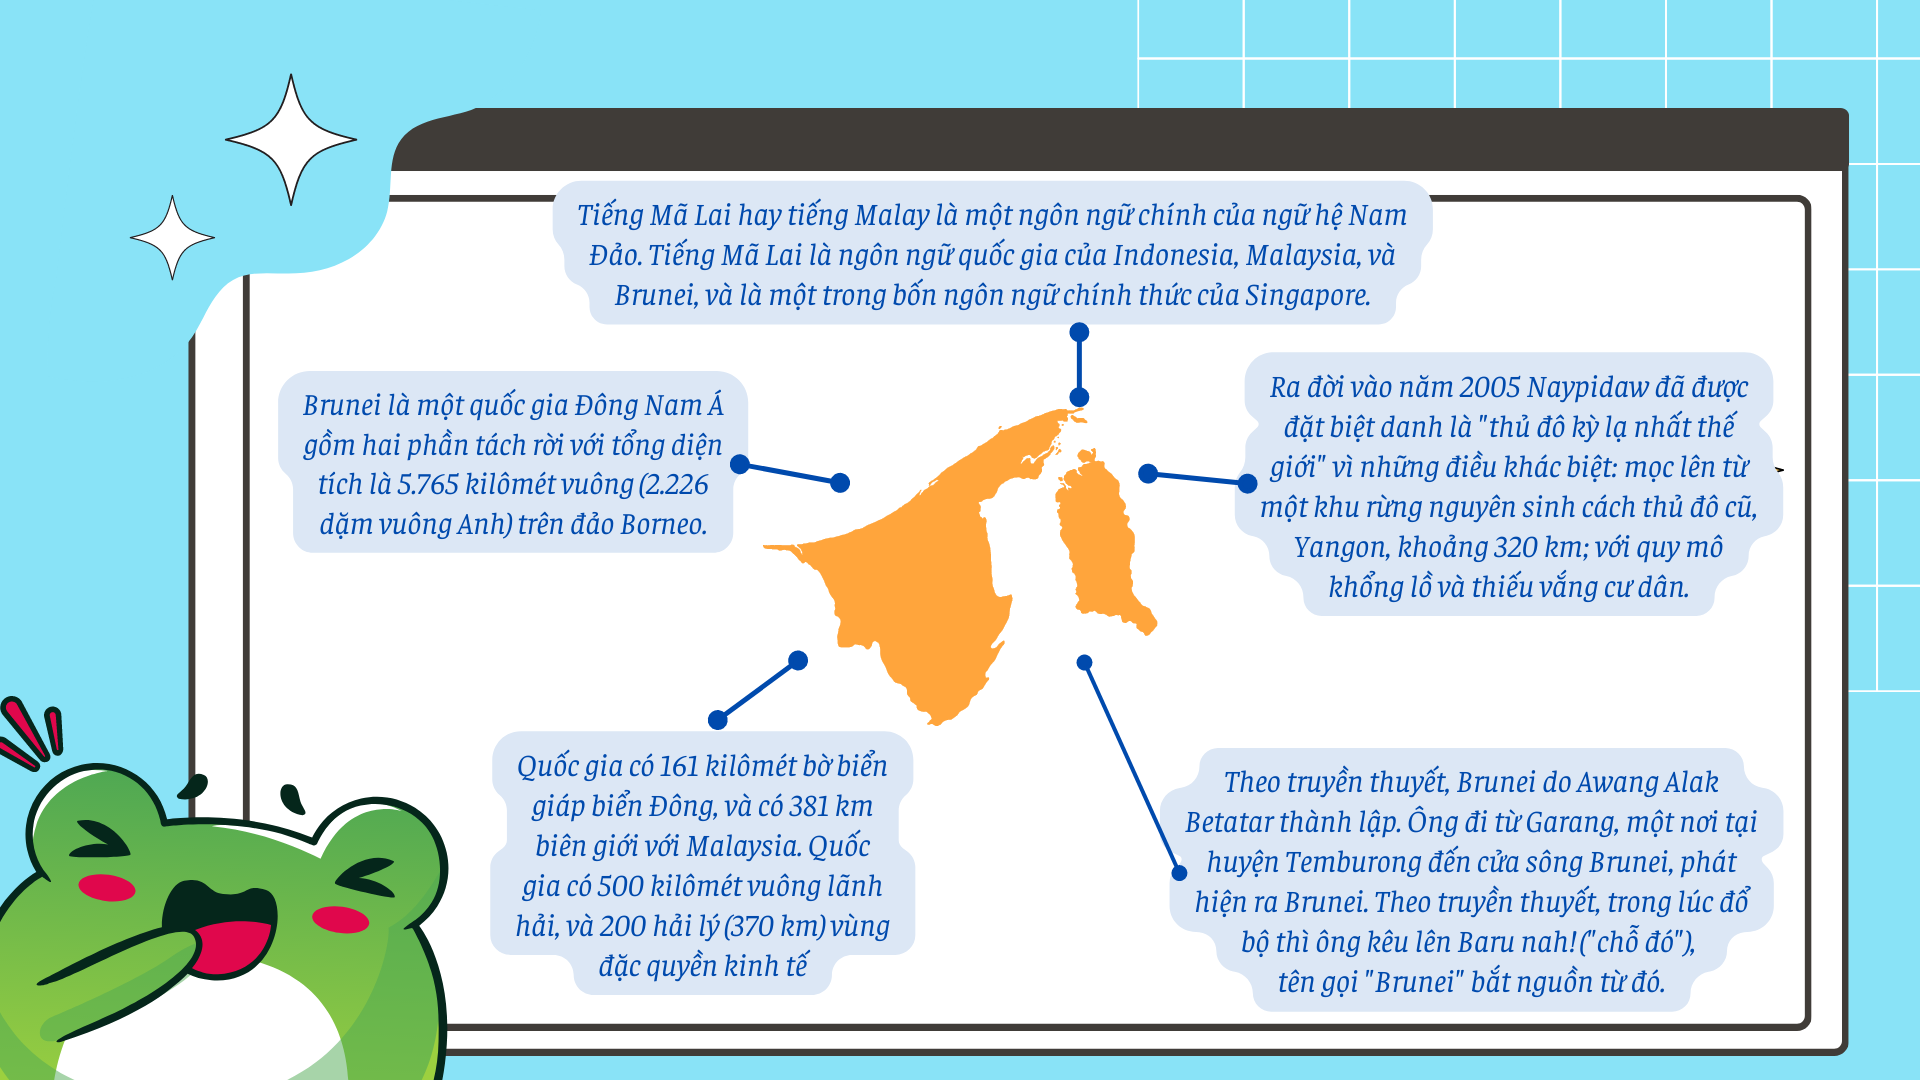 Tiếng Mã Lai hay tiếng Malay là một ngôn ngữ chính của ngữ hệ Nam
Đảo. Tiếng Mã Lai là ngôn ngữ quốc gia của Indonesia, Malaysia, và
Brunei, và là một trong bốn ngôn ngữ chính thức của Singapore.
Brunei là một quốc gia Đông Nam Á
gồm hai phần tách rời với tổng diện
tích là 5.765 kilômét vuông (2.226
dặm vuông Anh) trên đảo Borneo.
Ra đời vào năm 2005 Naypidaw đã được
đặt biệt danh là "thủ đô kỳ lạ nhất thế
giới" vì những điều khác biệt: mọc lên từ
một khu rừng nguyên sinh cách thủ đô cũ,
Yangon, khoảng 320 km; với quy mô
khổng lồ và thiếu vắng cư dân.
Quốc gia có 161 kilômét bờ biển
giáp biển Đông, và có 381 km
biên giới với Malaysia. Quốc
gia có 500 kilômét vuông lãnh
hải, và 200 hải lý (370 km) vùng
đặc quyền kinh tế
Theo truyền thuyết, Brunei do Awang Alak
Betatar thành lập. Ông đi từ Garang, một nơi tại
huyện Temburong đến cửa sông Brunei, phát
hiện ra Brunei. Theo truyền thuyết, trong lúc đổ
bộ thì ông kêu lên Baru nah! ("chỗ đó"),
tên gọi "Brunei" bắt nguồn từ đó.